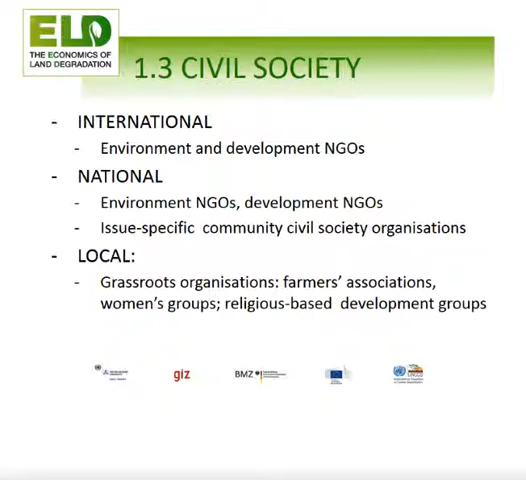 ELD
THE ECONOMICS OF
LAND DEGRADATION
1.3 CIVIL SOCIETY
- INTERNATIONAL
- Environment and development NGOs
- NATIONAL
- Environment NGOs, development NGOs
- Issue-specific community civil society organisations
- LOCAL:
- Grassroots organisations: farmers’ associations,
women’s groups; religious-based development groups
giz
BMZ